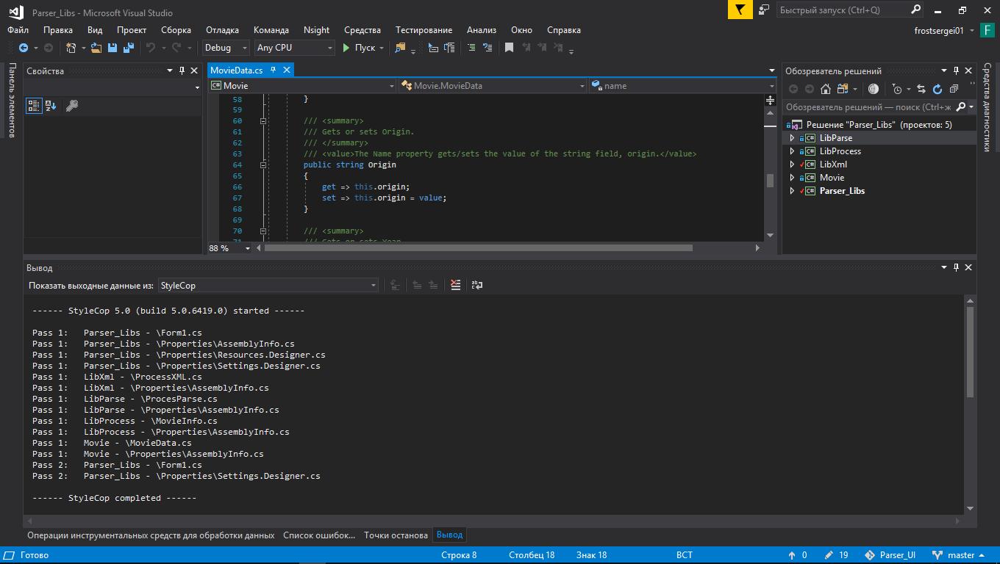 Parser_Libs - Microsoft Visual Studio
Быстрый запуск (Ctrl+Q)
Файл Правка Вид Проект Сборка Отладка Команда Nsight Средства Тестирование Анализ Окно Справка
frostsergei01 F
Debug Any CPU Пуск
Панель элементов
Свойства
MovieData.cs
Movie Movie.MovieData name
58 }
59
60 /// <summary>
61 /// Gets or sets Origin.
62 /// </summary>
63 /// <value>The Name property gets/sets the value of the string field, origin.</value>
64 public string Origin
65 {
66 get => this.origin;
67 set => this.origin = value;
68 }
69
70 /// <summary>
71 /// Gets or sets Year
88 %
Обозреватель решений
Обозреватель решений — поиск (Ctrl+ж
Решение "Parser_Libs" (проектов: 5)
C# LibParse
C# LibProcess
C# LibXml
C# Movie
C# Parser_Libs
Средства диагностики
Вывод
Показать выходные данные из: StyleCop
------ StyleCop 5.0 (build 5.0.6419.0) started ------
Pass 1: Parser_Libs - \Form1.cs
Pass 1: Parser_Libs - \Properties\AssemblyInfo.cs
Pass 1: Parser_Libs - \Properties\Resources.Designer.cs
Pass 1: Parser_Libs - \Properties\Settings.Designer.cs
Pass 1: LibXml - \ProcessXML.cs
Pass 1: LibXml - \Properties\AssemblyInfo.cs
Pass 1: LibParse - \ProcesParse.cs
Pass 1: LibParse - \Properties\AssemblyInfo.cs
Pass 1: LibProcess - \MovieInfo.cs
Pass 1: LibProcess - \Properties\AssemblyInfo.cs
Pass 1: Movie - \MovieData.cs
Pass 1: Movie - \Properties\AssemblyInfo.cs
Pass 2: Parser_Libs - \Form1.cs
Pass 2: Parser_Libs - \Properties\Settings.Designer.cs
------ StyleCop completed ------
Операции инструментальных средств для обработки данных Список ошибок... Точки останова Вывод
Готово Строка 8 Столбец 18 Знак 18 ВСТ 0 19 Parser_UI master